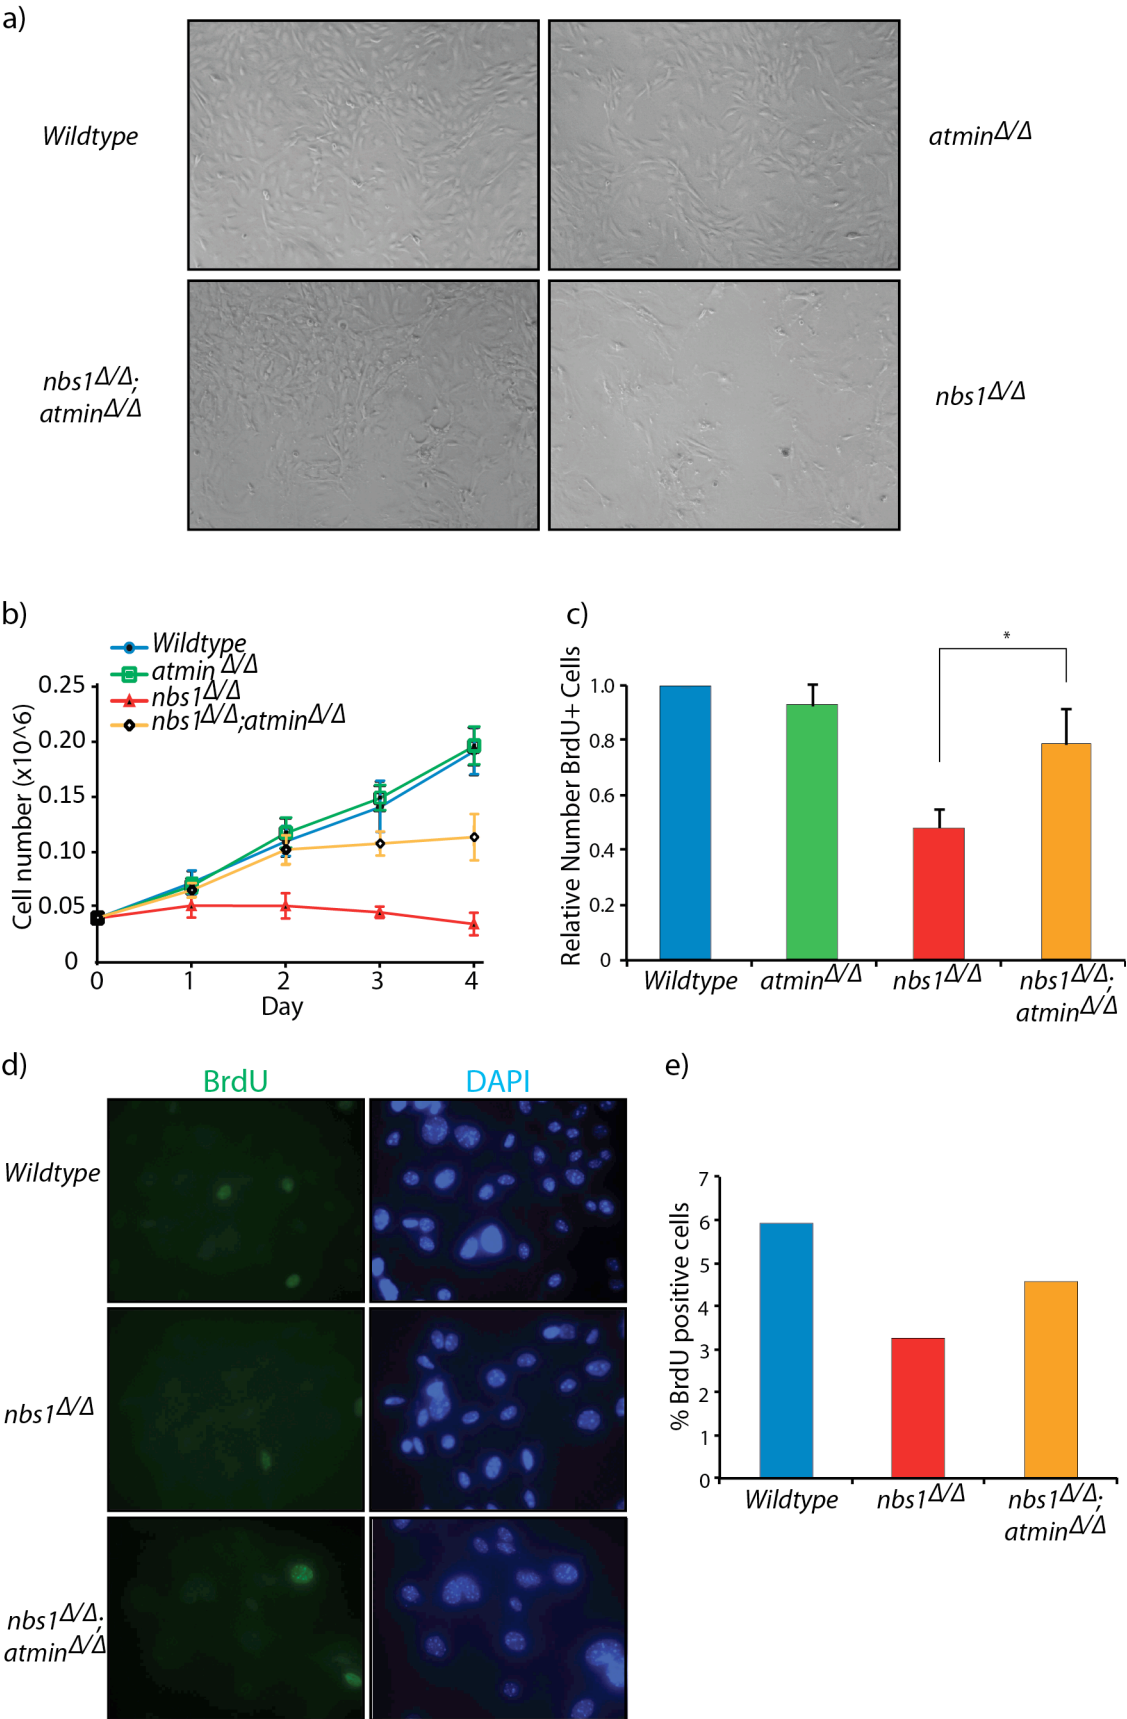 a)
Wildtype
atminΔ/Δ
nbs1Δ/Δ;
atminΔ/Δ
nbs1Δ/Δ
b)
Wildtype
atmin Δ/Δ
nbs1Δ/Δ
nbs1Δ/Δ;atminΔ/Δ
Cell number (x10^6)
0.25
0.20
0.15
0.10
0.05
0
0 1 2 3 4
Day
c)
*
Relative Number BrdU+ Cells
1.0
0.8
0.6
0.4
0.2
0
Wildtype atminΔ/Δ nbs1Δ/Δ nbs1Δ/Δ;
atminΔ/Δ
d)
BrdU DAPI
Wildtype
nbs1Δ/Δ
nbs1Δ/Δ;
atminΔ/Δ
e)
% BrdU positive cells
7
6
5
4
3
2
1
0
Wildtype nbs1Δ/Δ nbs1Δ/Δ;
atminΔ/Δ